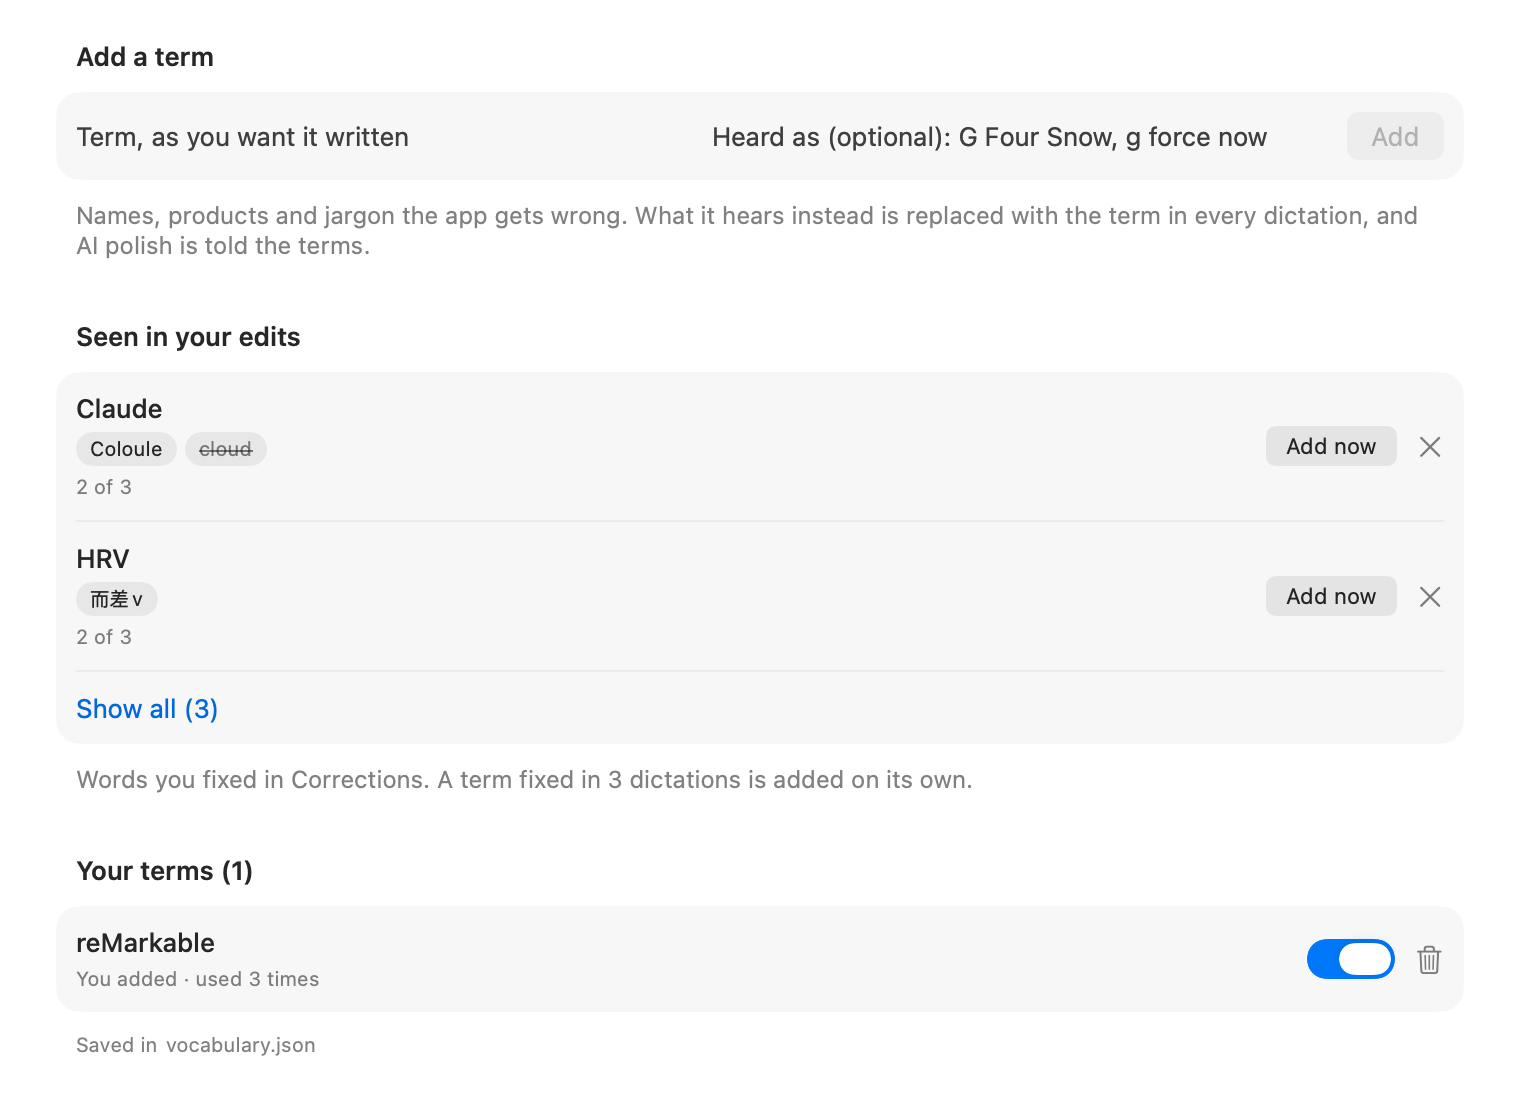 Add a term
Term, as you want it written
Heard as (optional): G Four Snow, g force now
Add
Names, products and jargon the app gets wrong. What it hears instead is replaced with the term in every dictation, and
AI polish is told the terms.
Seen in your edits
Claude
Coloule cloud
2 of 3
Add now
HRV
而差 v
2 of 3
Add now
Show all (3)
Words you fixed in Corrections. A term fixed in 3 dictations is added on its own.
Your terms (1)
reMarkable
You added · used 3 times
Saved in vocabulary.json